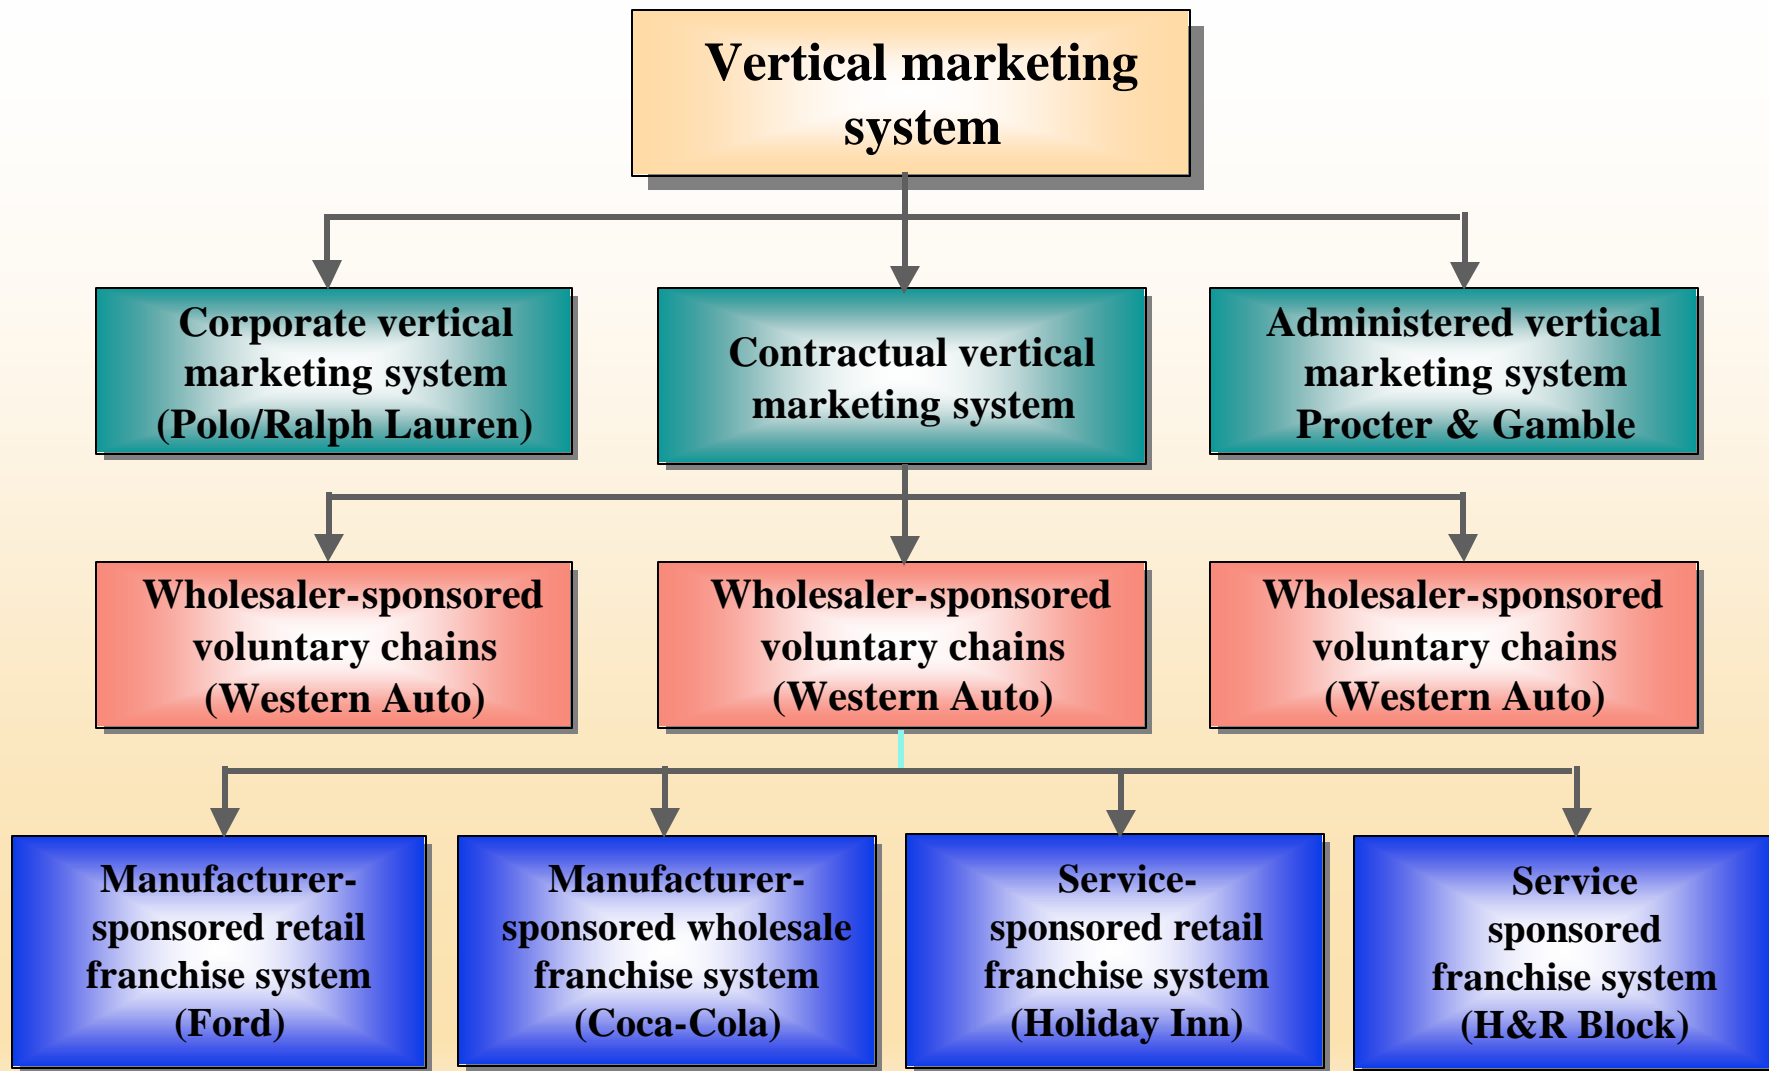 Vertical marketing
system
Corporate vertical
marketing system
(Polo/Ralph Lauren)
Contractual vertical
marketing system
Administered vertical
marketing system
Procter & Gamble
Wholesaler-sponsored
voluntary chains
(Western Auto)
Wholesaler-sponsored
voluntary chains
(Western Auto)
Wholesaler-sponsored
voluntary chains
(Western Auto)
Manufacturer-
sponsored retail
franchise system
(Ford)
Manufacturer-
sponsored wholesale
franchise system
(Coca-Cola)
Service-
sponsored retail
franchise system
(Holiday Inn)
Service
sponsored
franchise system
(H&R Block)